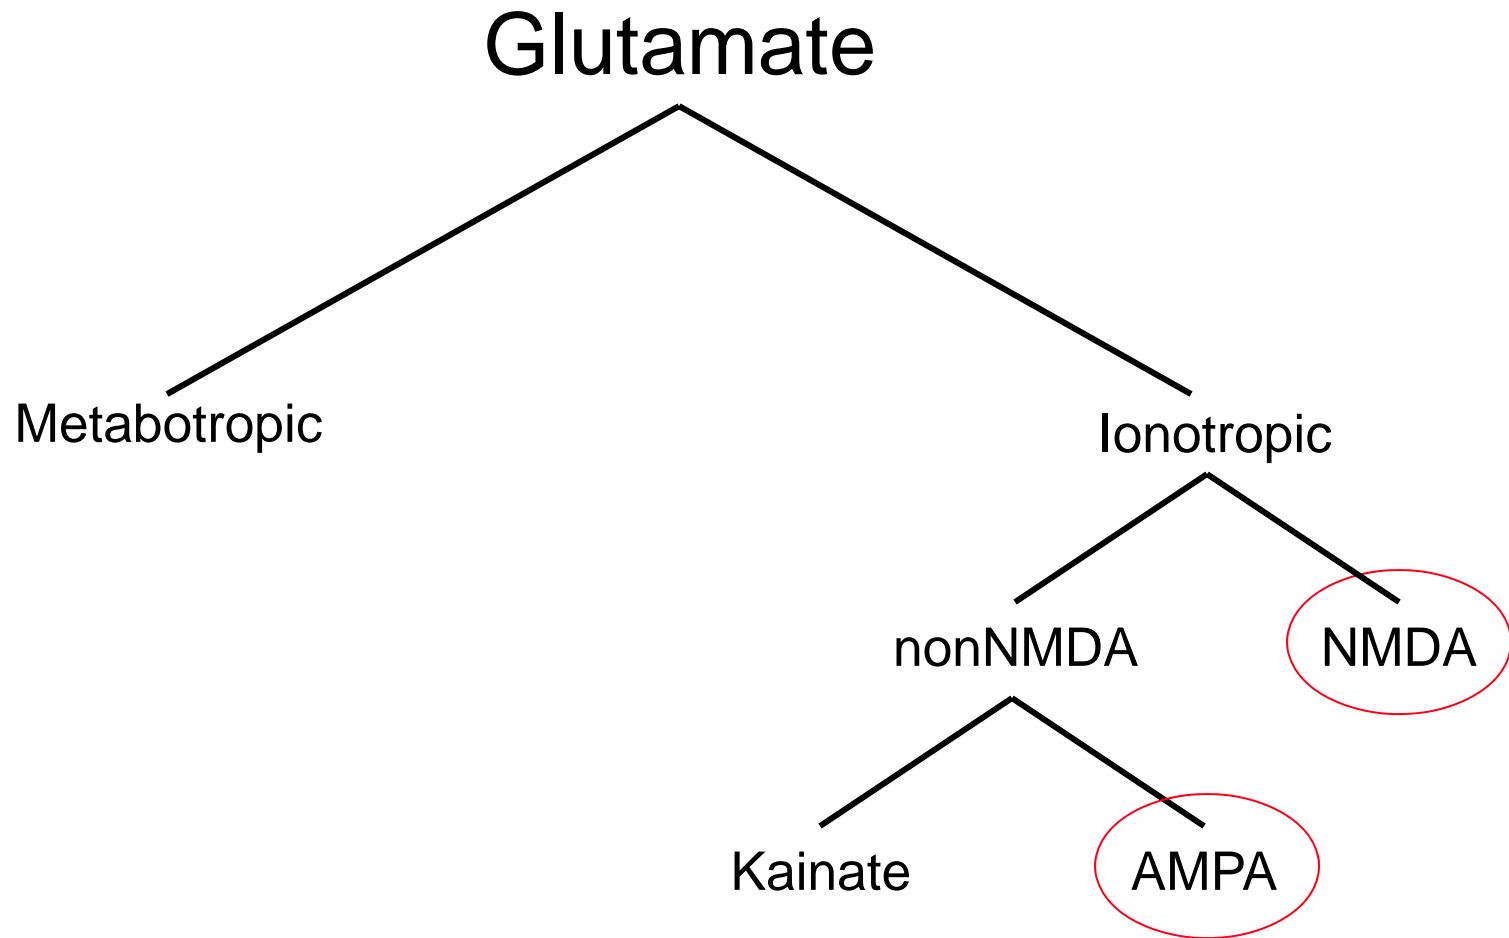 Glutamate
Metabotropic
Ionotropic
nonNMDA
NMDA
Kainate
AMPA